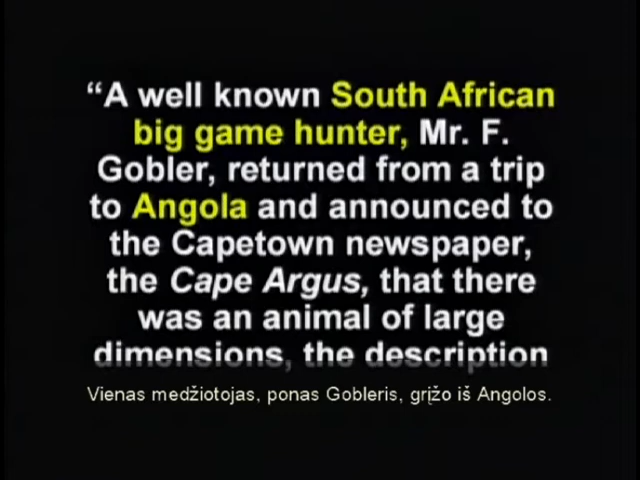 “A well known South African
big game hunter, Mr. F.
Gobler, returned from a trip
to Angola and announced to
the Capetown newspaper,
the Cape Argus, that there
was an animal of large
dimensions, the description
Vienas medžiotojas, ponas Gobleris, grįžo iš Angolos.